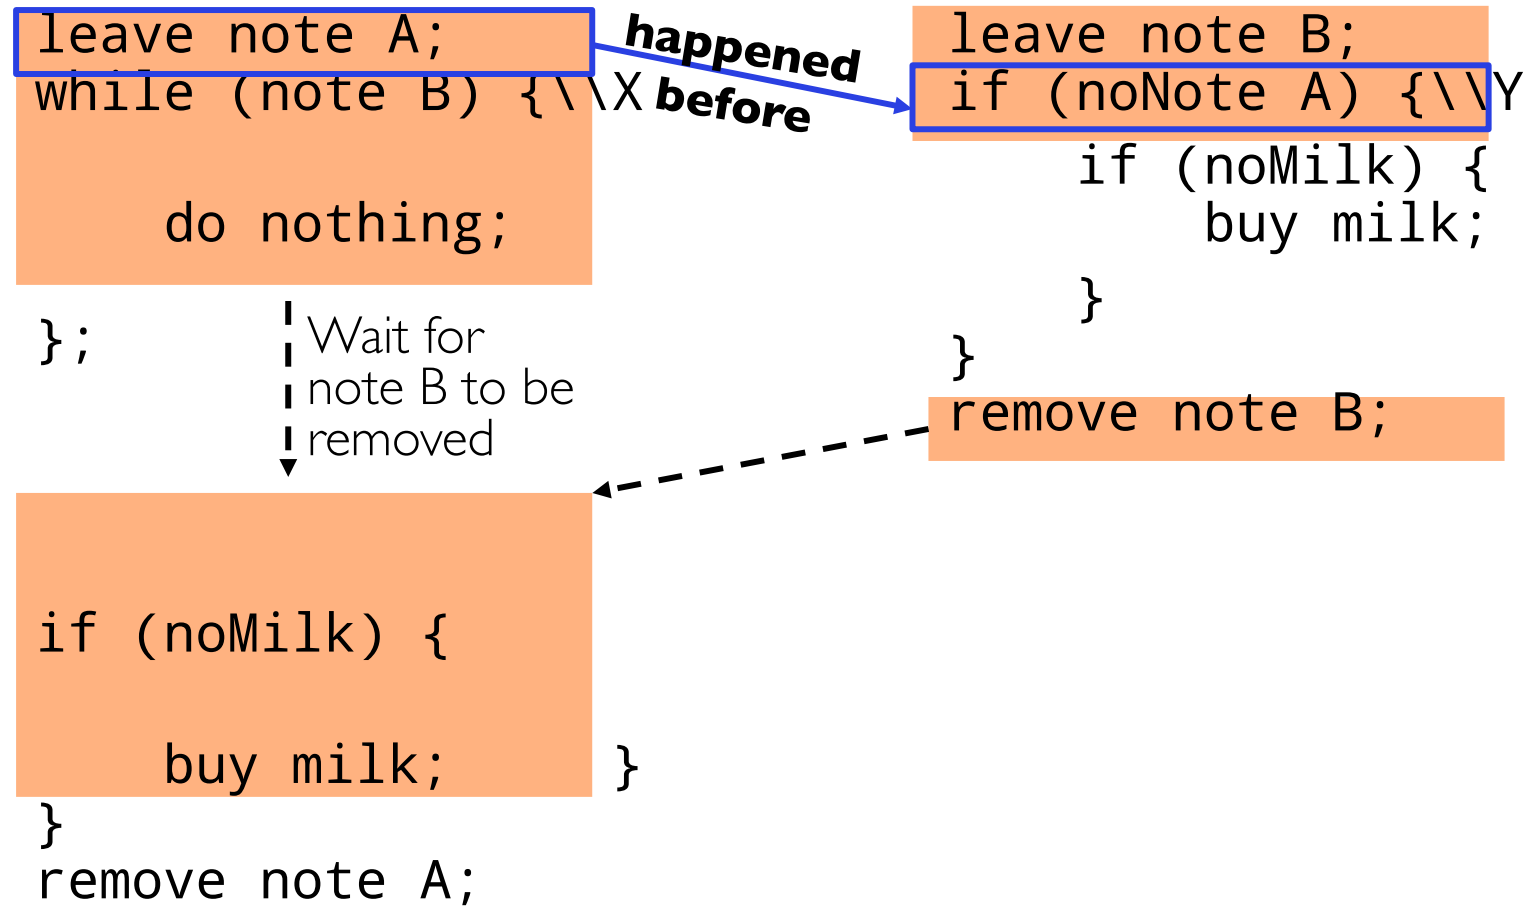 leave note A;
while (note B) {\\X
do nothing;
};
Wait for
note B to be
removed
if (noMilk) {
buy milk; }
}
remove note A;
happened
before
leave note B;
if (noNote A) {\\Y
if (noMilk) {
buy milk;
}
}
remove note B;